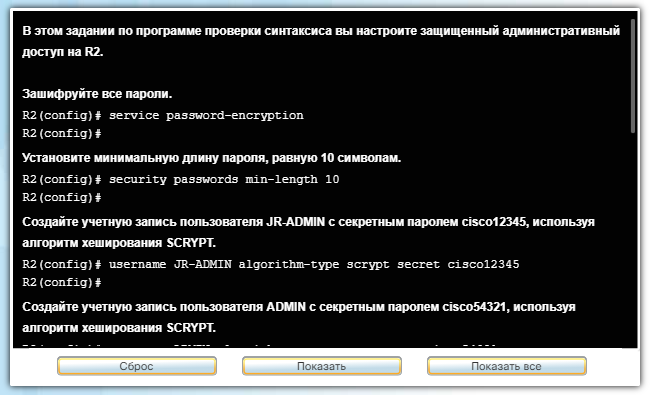 В этом задании по программе проверки синтаксиса вы настроите защищенный административный
доступ на R2.
Зашифруйте все пароли.
R2(config)# service password-encryption
R2(config)#
Установите минимальную длину пароля, равную 10 символам.
R2(config)# security passwords min-length 10
R2(config)#
Создайте учетную запись пользователя JR-ADMIN с секретным паролем cisco12345, используя
алгоритм хеширования SCRYPT.
R2(config)# username JR-ADMIN algorithm-type scrypt secret cisco12345
R2(config)#
Создайте учетную запись пользователя ADMIN с секретным паролем cisco54321, используя
алгоритм хеширования SCRYPT.
Сброс
Показать
Показать все